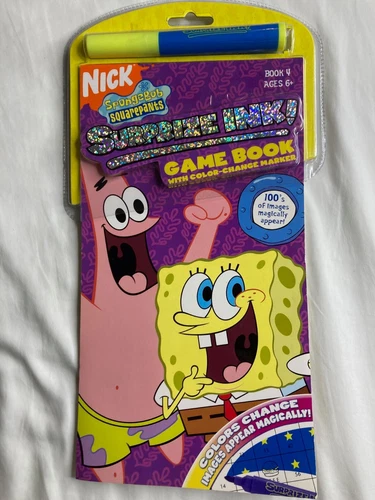 NICK
SpongeBob
SquarePants
BOOK 4
AGES 6+
SURPRIZE INK!
GAME BOOK
WITH COLOR-CHANGE MARKER
100's
of images
magically
appear!
COLORS CHANGE
IMAGES APPEAR MAGICALLY!